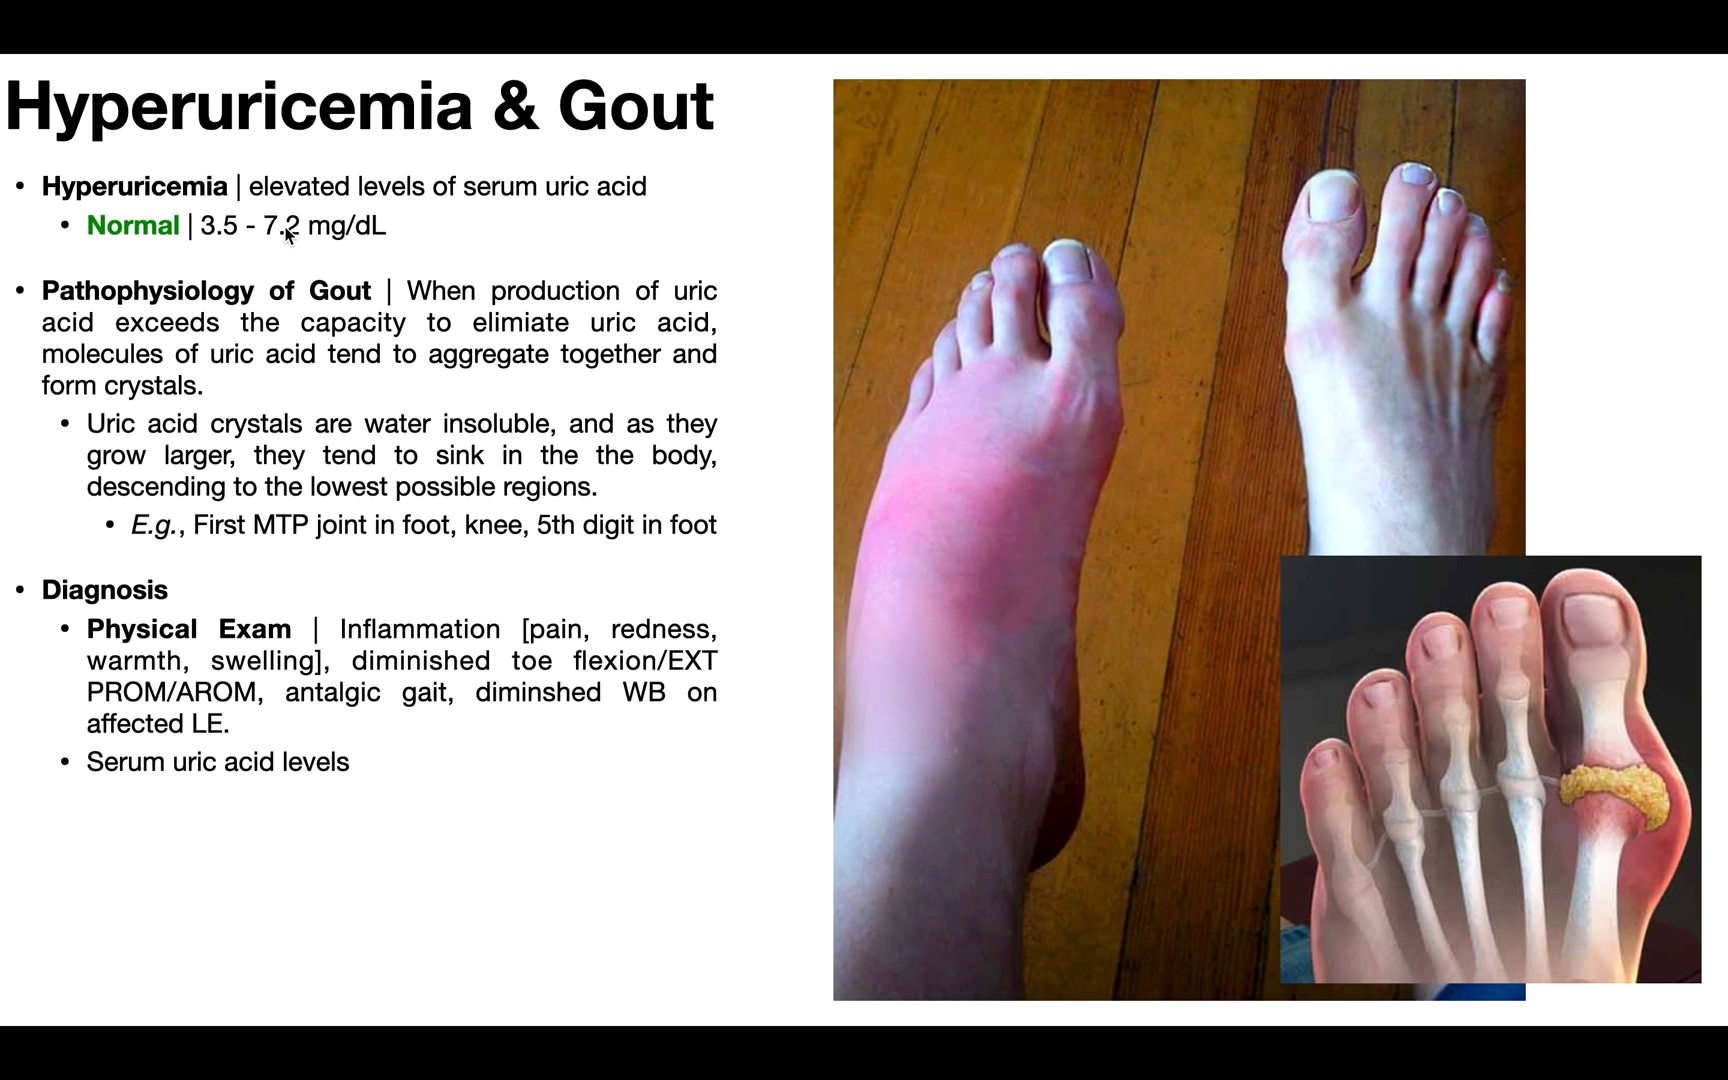 Hyperuricemia & Gout
• Hyperuricemia | elevated levels of serum uric acid
• Normal | 3.5 - 7.2 mg/dL
• Pathophysiology of Gout | When production of uric
acid exceeds the capacity to elimiate uric acid,
molecules of uric acid tend to aggregate together and
form crystals.
• Uric acid crystals are water insoluble, and as they
grow larger, they tend to sink in the the body,
descending to the lowest possible regions.
• E.g., First MTP joint in foot, knee, 5th digit in foot
• Diagnosis
• Physical Exam | Inflammation [pain, redness,
warmth, swelling], diminished toe flexion/EXT
PROM/AROM, antalgic gait, diminshed WB on
affected LE.
• Serum uric acid levels